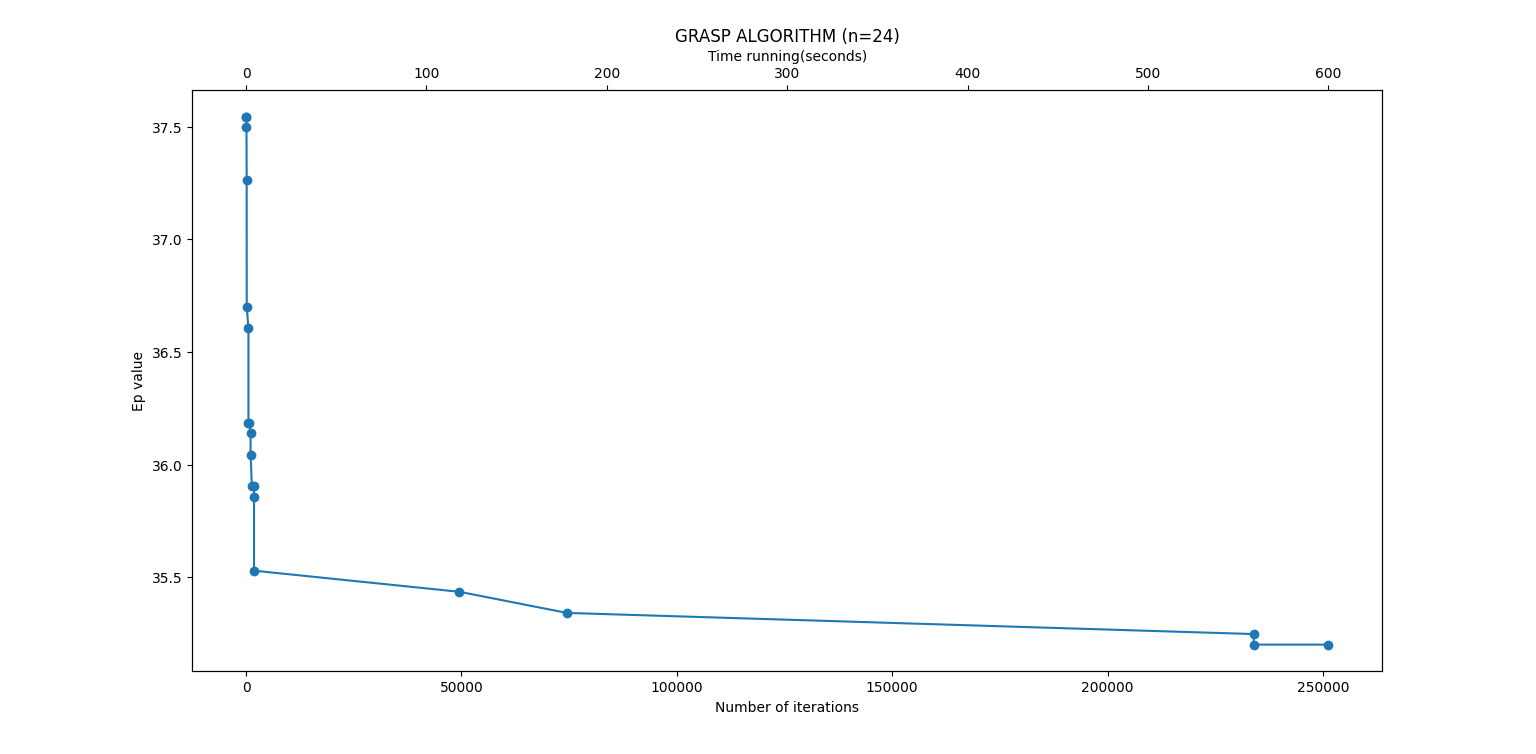 GRASP ALGORITHM (n=24)
Time running(seconds)
0 100 200 300 400 500 600
37.5
37.0
36.5
36.0
35.5
Ep value
0 50000 100000 150000 200000 250000
Number of iterations